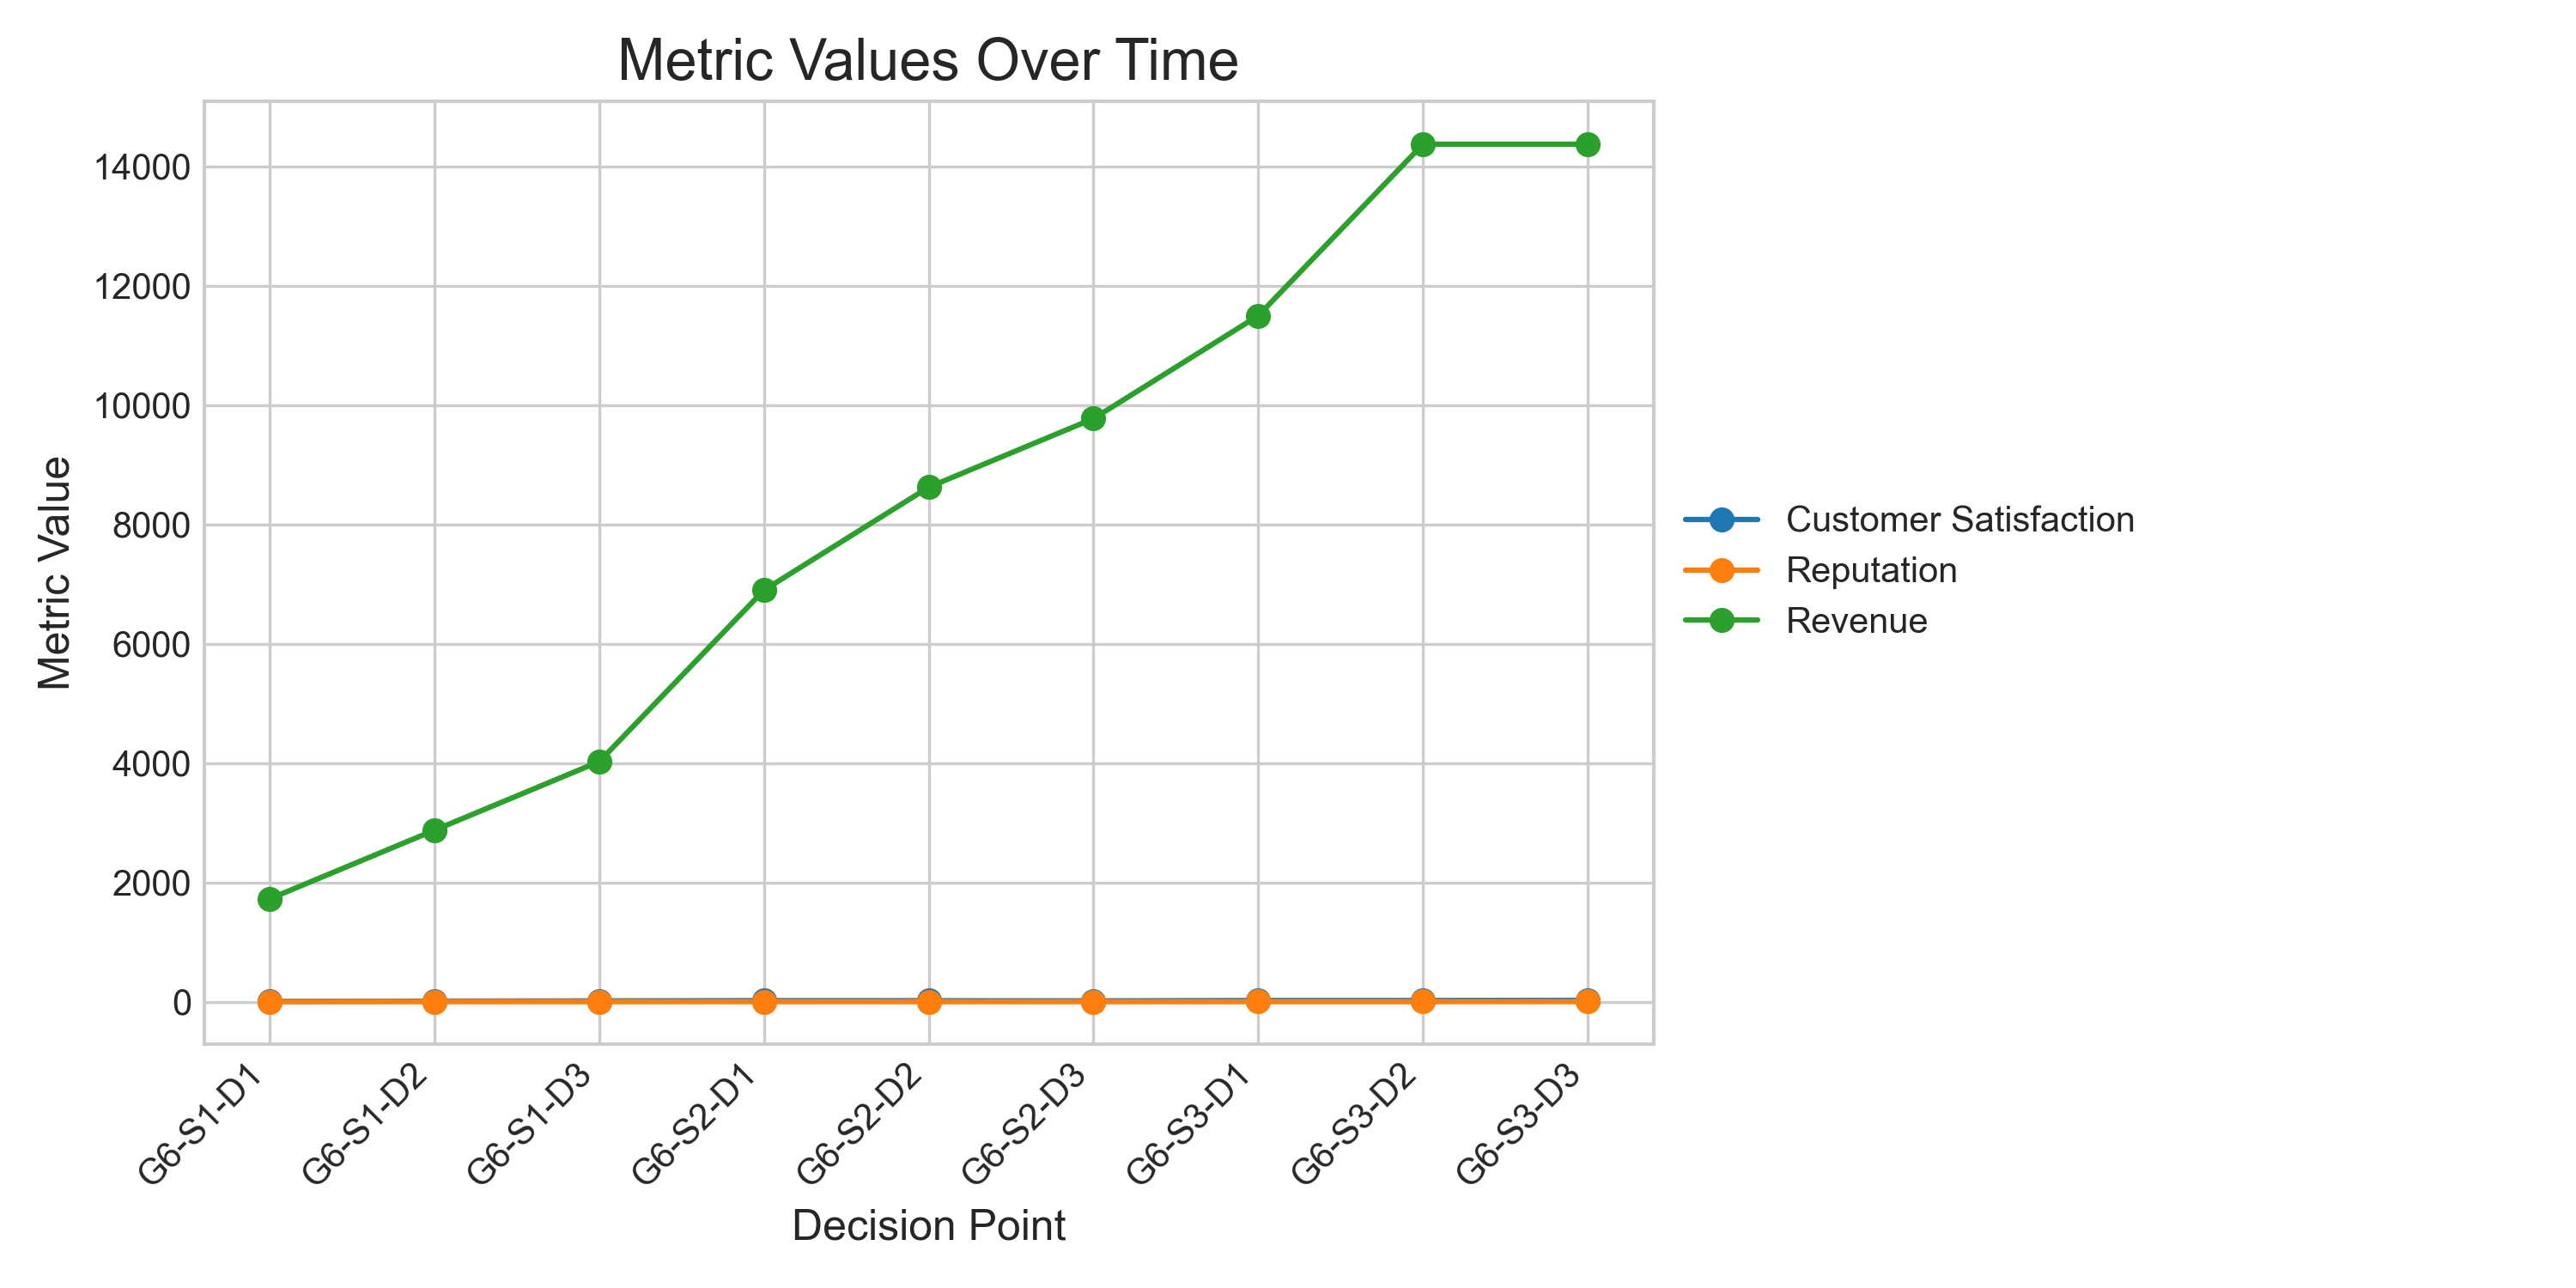 Metric Values Over Time
Metric Value
14000
12000
10000
8000
6000
4000
2000
0
G6-S1-D1
G6-S1-D2
G6-S1-D3
G6-S2-D1
G6-S2-D2
G6-S2-D3
G6-S3-D1
G6-S3-D2
G6-S3-D3
Decision Point
Customer Satisfaction
Reputation
Revenue